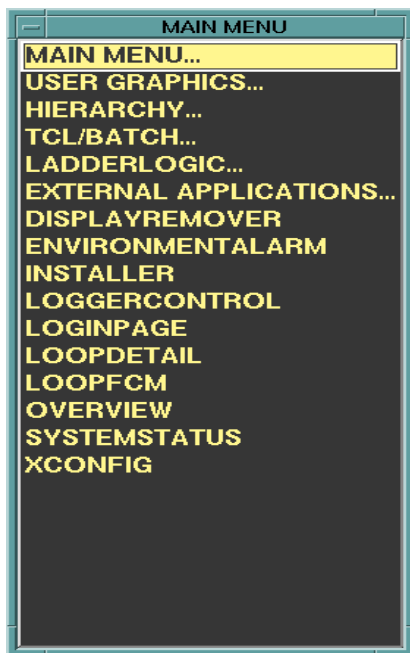 MAIN MENU
MAIN MENU...
USER GRAPHICS...
HIERARCHY...
TCL/BATCH...
LADDERLOGIC...
EXTERNAL APPLICATIONS...
DISPLAYREMOVER
ENVIRONMENTALARM
INSTALLER
LOGGERCONTROL
LOGINPAGE
LOOPDETAIL
LOOPFCM
OVERVIEW
SYSTEMSTATUS
XCONFIG